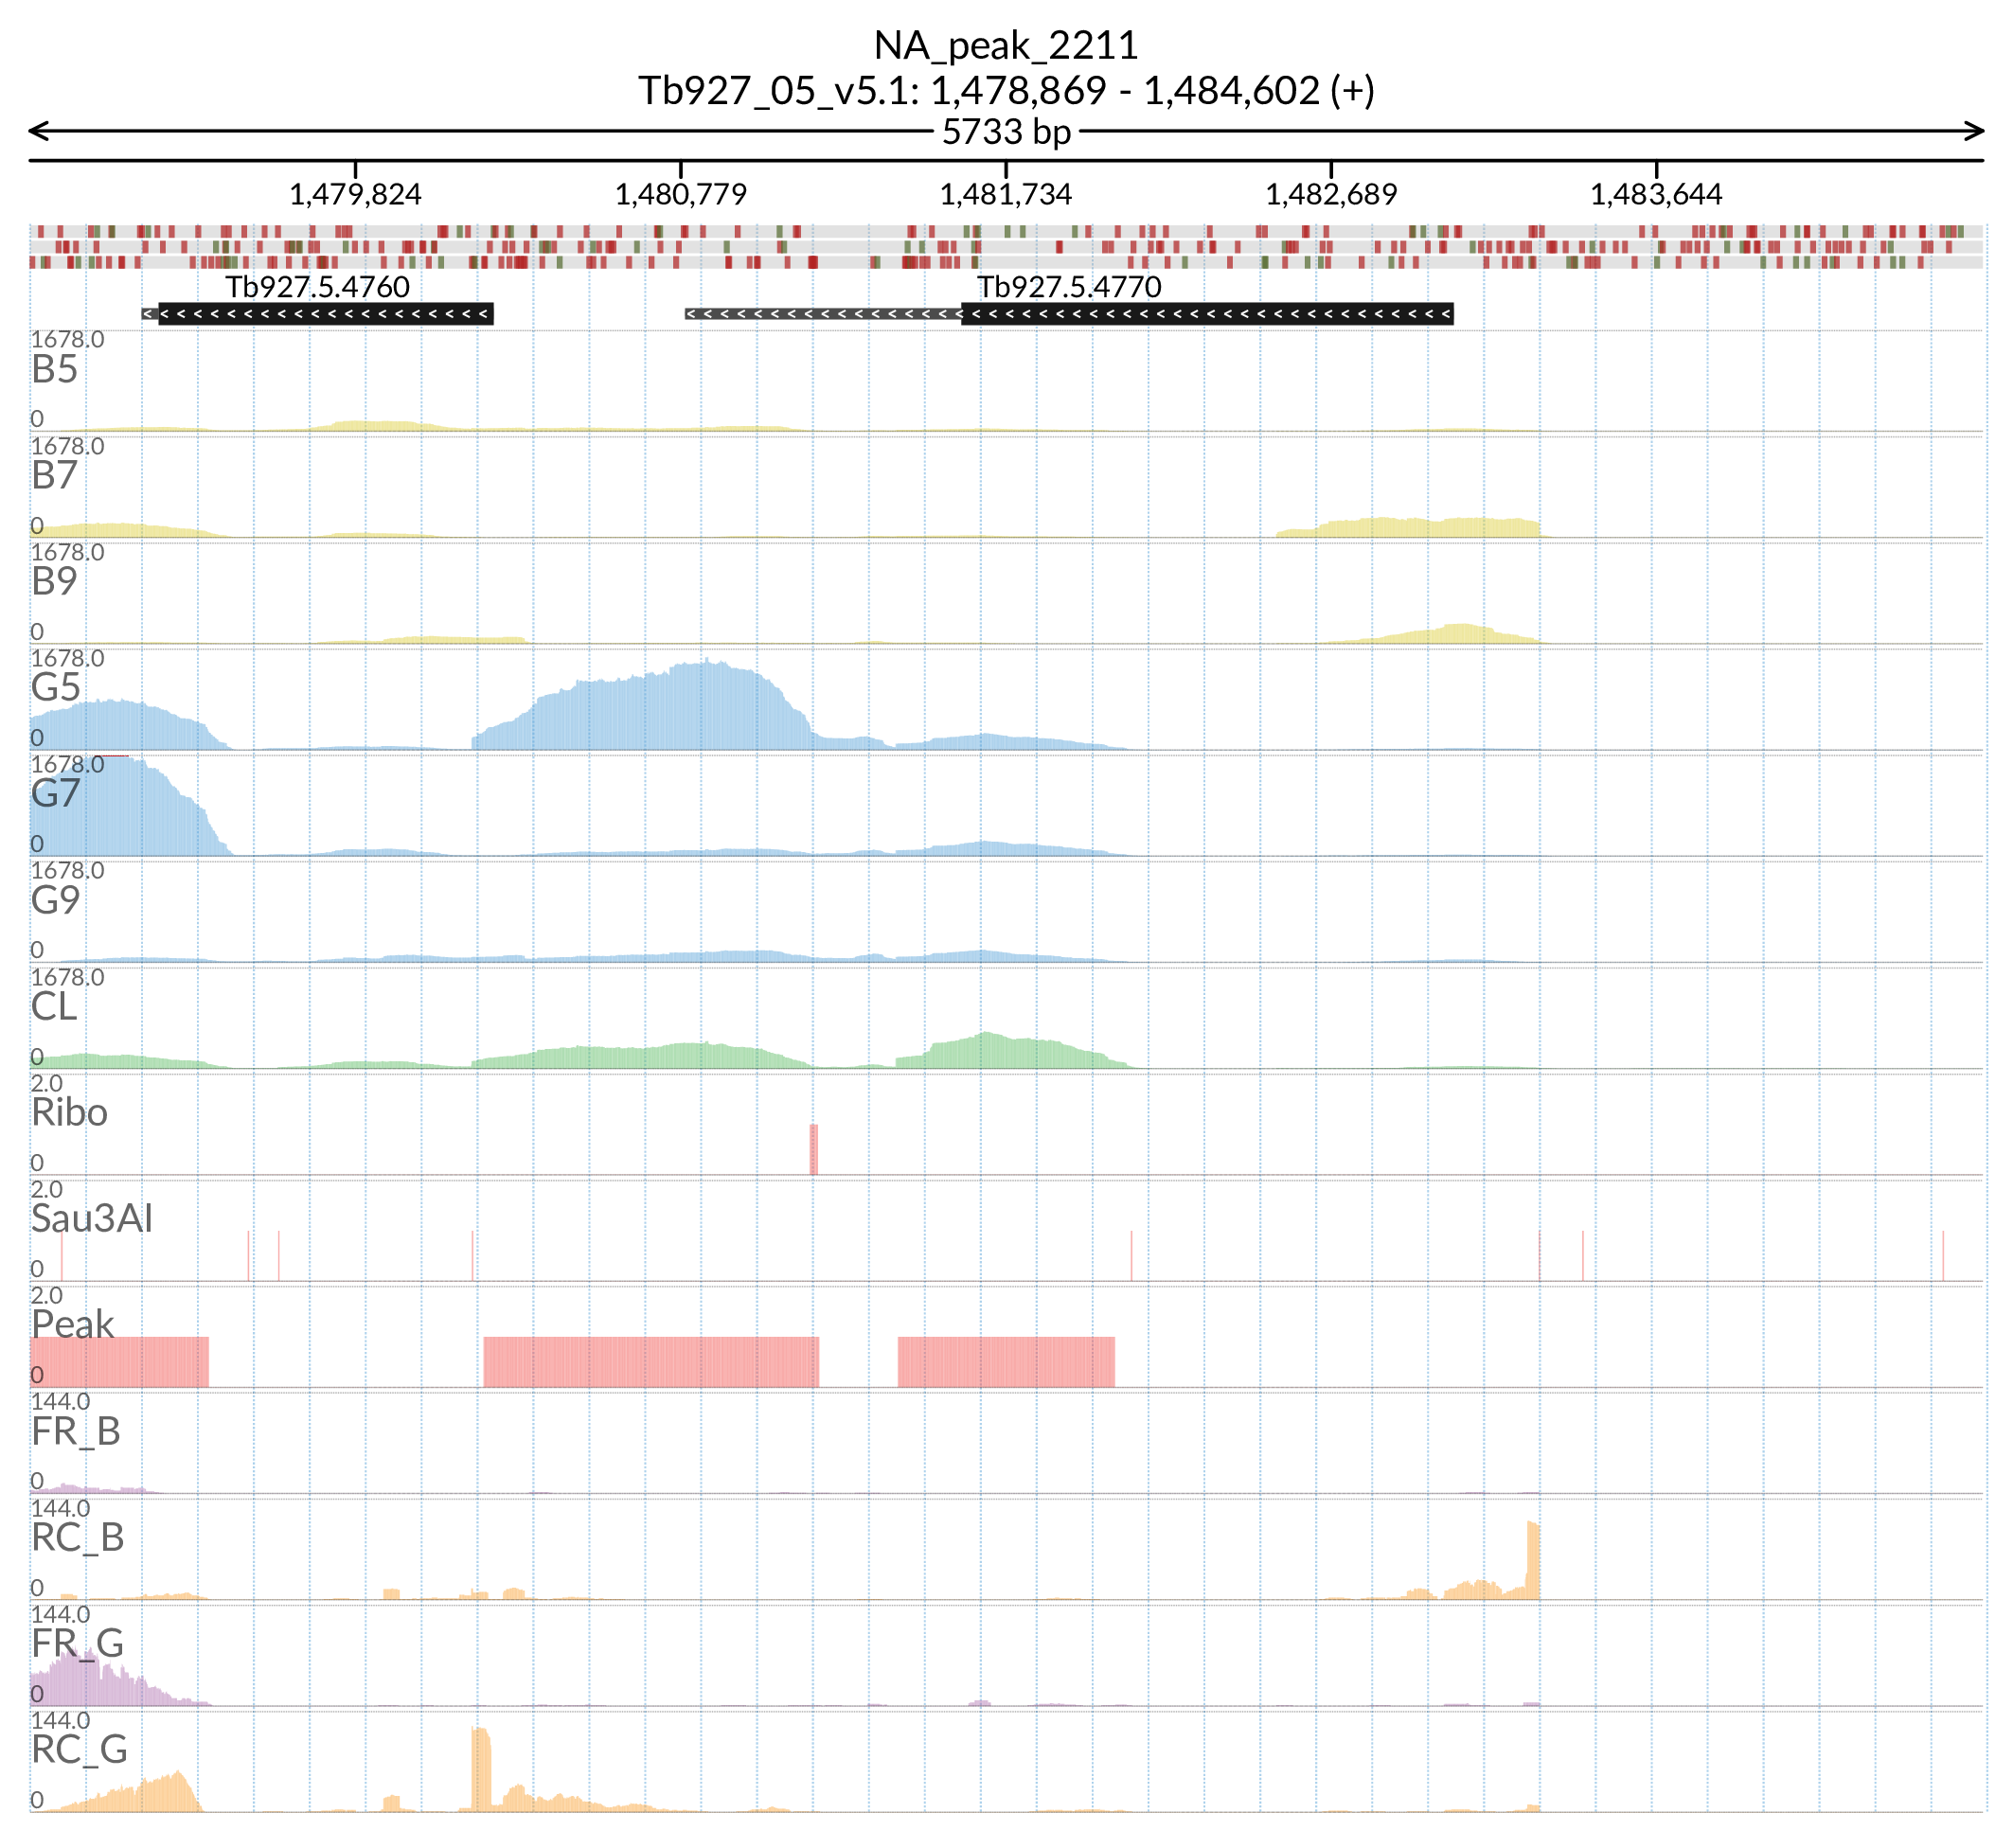 NA_peak_2211
Tb927_05_v5.1: 1,478,869 - 1,484,602 (+)
5733 bp
1,479,824 1,480,779 1,481,734 1,482,689 1,483,644
Tb927.5.4760 Tb927.5.4770
1678.0
B5
0
1678.0
B7
0
1678.0
B9
0
1678.0
G5
0
1678.0
G7
0
1678.0
G9
0
1678.0
CL
0
2.0
Ribo
0
2.0
Sau3AI
0
2.0
Peak
0
144.0
FR_B
0
144.0
RC_B
0
144.0
FR_G
0
144.0
RC_G
0